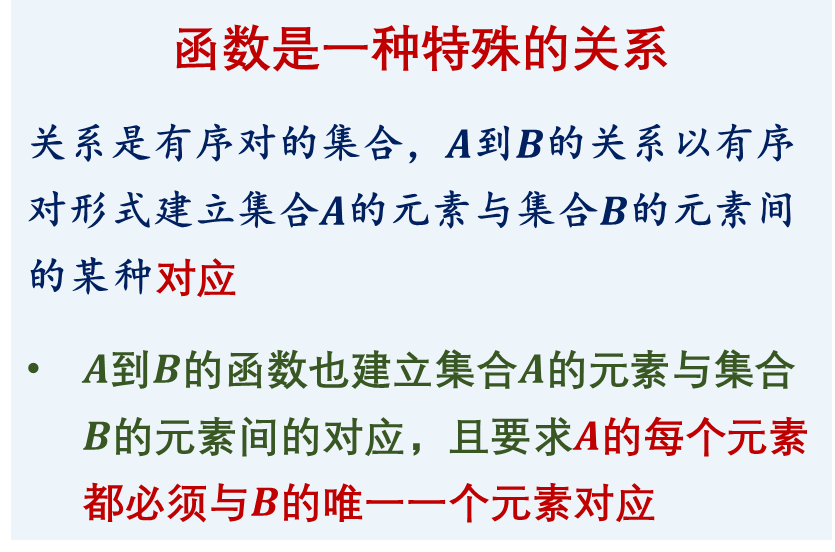 函数是一种特殊的关系
关系是有序对的集合，A到B的关系以有序
对形式建立集合A的元素与集合B的元素间
的某种对应
• A到B的函数也建立集合A的元素与集合
B的元素间的对应，且要求A的每个元素
都必须与B的唯一一个元素对应